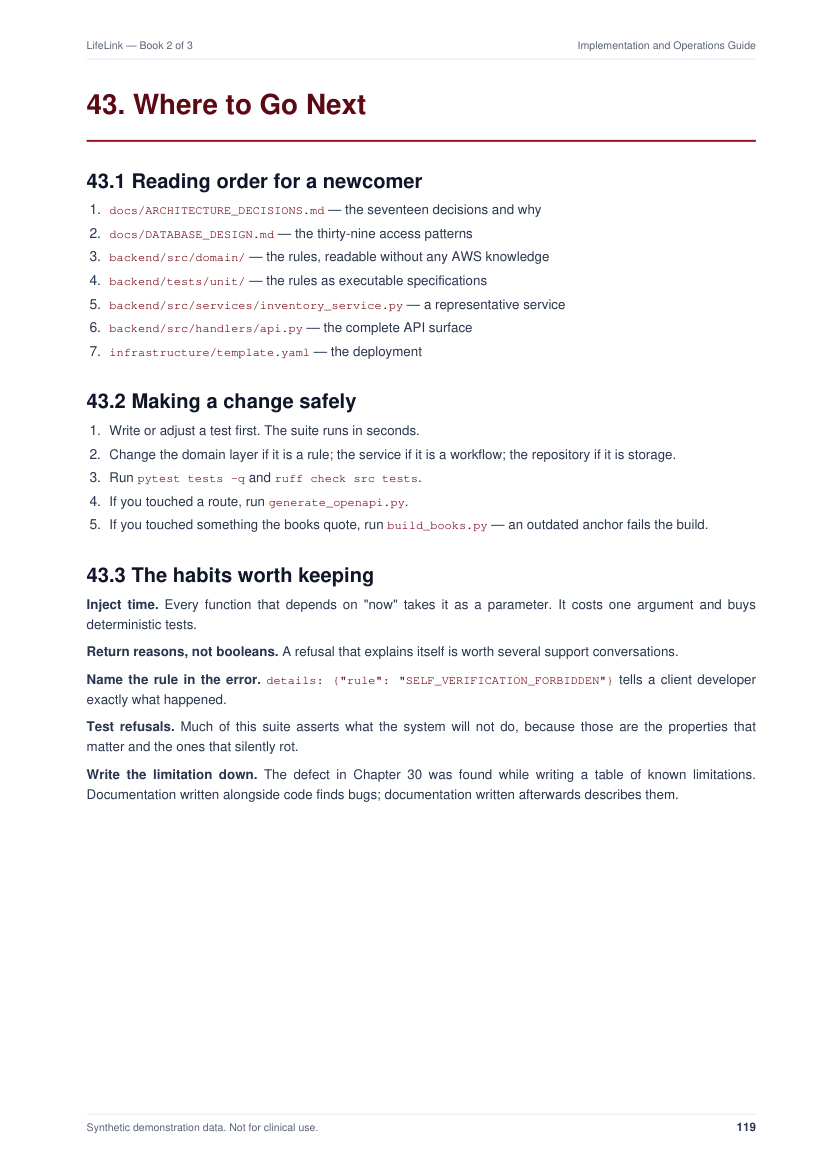 LifeLink — Book 2 of 3
Implementation and Operations Guide
43. Where to Go Next
43.1 Reading order for a newcomer
1. docs/ARCHITECTURE_DECISIONS.md — the seventeen decisions and why
2. docs/DATABASE_DESIGN.md — the thirty-nine access patterns
3. backend/src/domain/ — the rules, readable without any AWS knowledge
4. backend/tests/unit/ — the rules as executable specifications
5. backend/src/services/inventory_service.py — a representative service
6. backend/src/handlers/api.py — the complete API surface
7. infrastructure/template.yaml — the deployment
43.2 Making a change safely
1. Write or adjust a test first. The suite runs in seconds.
2. Change the domain layer if it is a rule; the service if it is a workflow; the repository if it is storage.
3. Run pytest tests -q and ruff check src tests.
4. If you touched a route, run generate_openapi.py.
5. If you touched something the books quote, run build_books.py — an outdated anchor fails the build.
43.3 The habits worth keeping
Inject time. Every function that depends on "now" takes it as a parameter. It costs one argument and buys
deterministic tests.
Return reasons, not booleans. A refusal that explains itself is worth several support conversations.
Name the rule in the error. details: {"rule": "SELF_VERIFICATION_FORBIDDEN"} tells a client developer
exactly what happened.
Test refusals. Much of this suite asserts what the system will not do, because those are the properties that
matter and the ones that silently rot.
Write the limitation down. The defect in Chapter 30 was found while writing a table of known limitations.
Documentation written alongside code finds bugs; documentation written afterwards describes them.
Synthetic demonstration data. Not for clinical use.
119